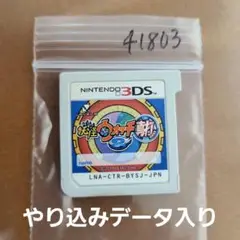 41803
NINTENDO 3DS
妖怪
ウォッチ
真打
LNA-CTR-BYSJ-JPN
やり込みデータ入り